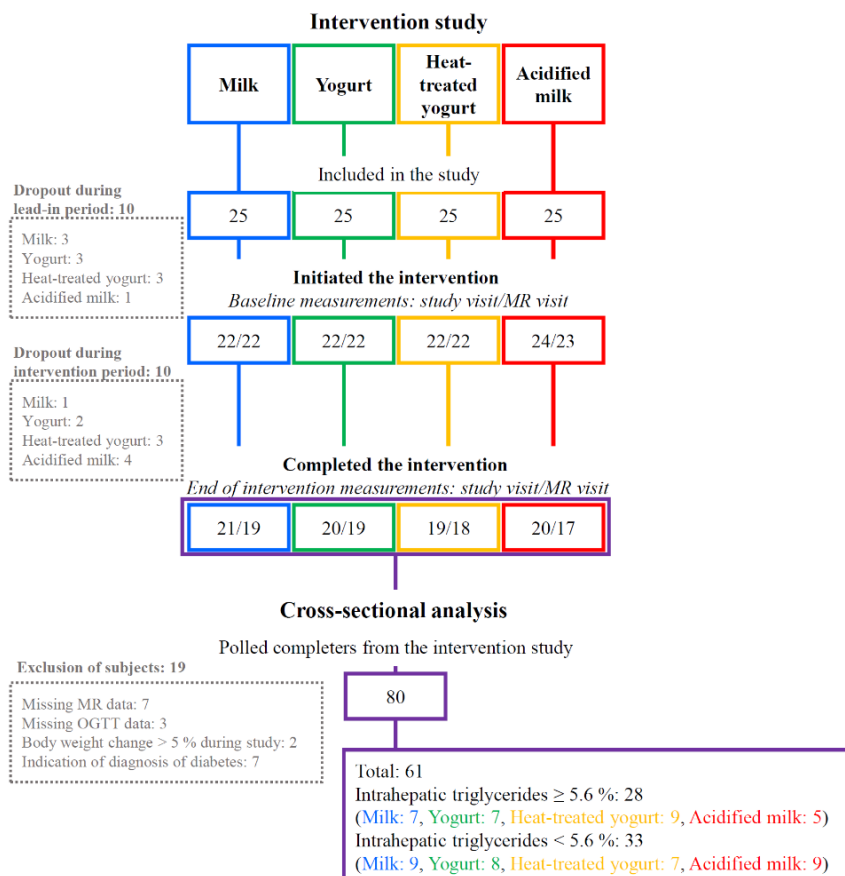 Intervention study
Milk
Yogurt
Heat-
treated
yogurt
Acidified
milk
Included in the study
Dropout during
lead-in period: 10
Milk: 3
Yogurt: 3
Heat-treated yogurt: 3
Acidified milk: 1
25
25
25
25
Initiated the intervention
Baseline measurements: study visit/MR visit
22/22
22/22
22/22
24/23
Dropout during
intervention period: 10
Milk: 1
Yogurt: 2
Heat-treated yogurt: 3
Acidified milk: 4
Completed the intervention
End of intervention measurements: study visit/MR visit
21/19
20/19
19/18
20/17
Cross-sectional analysis
Polled completers from the intervention study
80
Exclusion of subjects: 19
Missing MR data: 7
Missing OGTT data: 3
Body weight change > 5 % during study: 2
Indication of diagnosis of diabetes: 7
Total: 61
Intrahepatic triglycerides ≥ 5.6 %: 28
(Milk: 7, Yogurt: 7, Heat-treated yogurt: 9, Acidified milk: 5)
Intrahepatic triglycerides < 5.6 %: 33
(Milk: 9, Yogurt: 8, Heat-treated yogurt: 7, Acidified milk: 9)